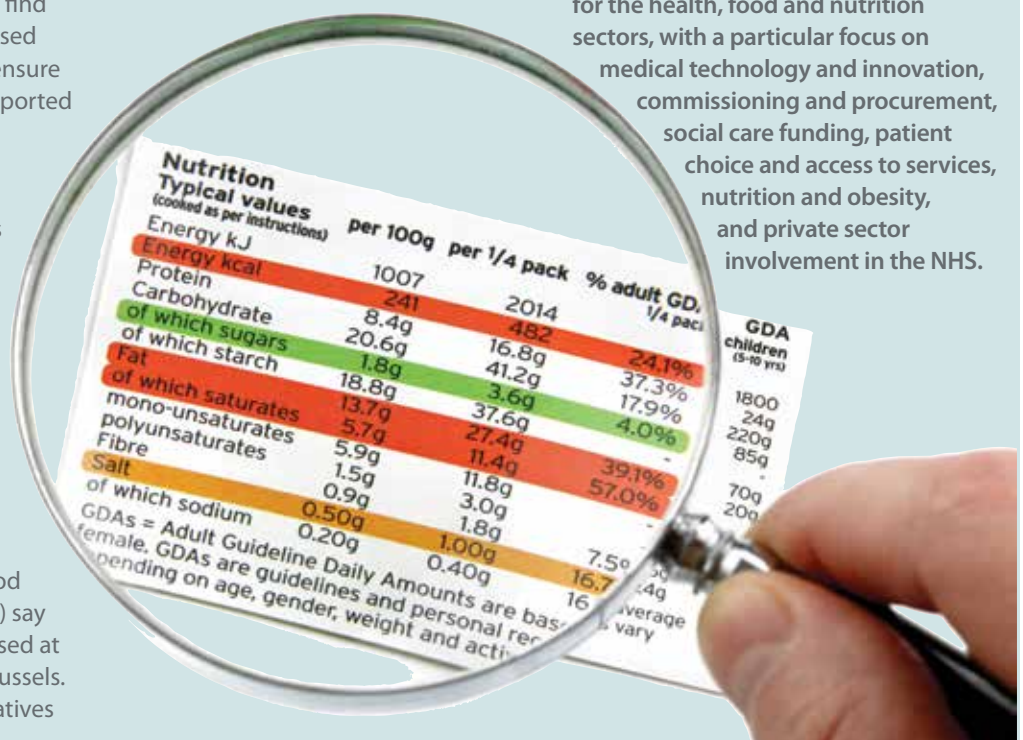 find
sed
ensure
ported
s
od
) say
sed at
ussels.
atives
for the health, food and nutrition
sectors, with a particular focus on
medical technology and innovation,
commissioning and procurement,
social care funding, patient
choice and access to services,
nutrition and obesity,
and private sector
involvement in the NHS.
Nutrition
Typical values
(cooked as per instructions) per 100g per 1/4 pack % adult GD
1/4 pac
GDA
children
(5-10 yrs)
Energy kJ 1007 2014
Energy kcal 241 482 24.1% 1800
Protein 8.4g 16.8g 37.3% 24g
Carbohydrate 20.6g 41.2g 17.9% 220g
of which sugars 1.8g 3.6g 4.0% 85g
of which starch 18.8g 37.6g - -
Fat 13.7g 27.4g 39.1% 70g
of which saturates 5.7g 11.4g 57.0% 20g
mono-unsaturates 5.9g 11.8g -
polyunsaturates 1.5g 3.0g
Fibre 0.9g 1.8g 7.5
Salt 0.50g 1.00g 16.7
of which sodium 0.20g 0.40g 16
GDAs = Adult Guideline Daily Amounts are bas average
female. GDAs are guidelines and personal rec vary
pending on age, gender, weight and acti